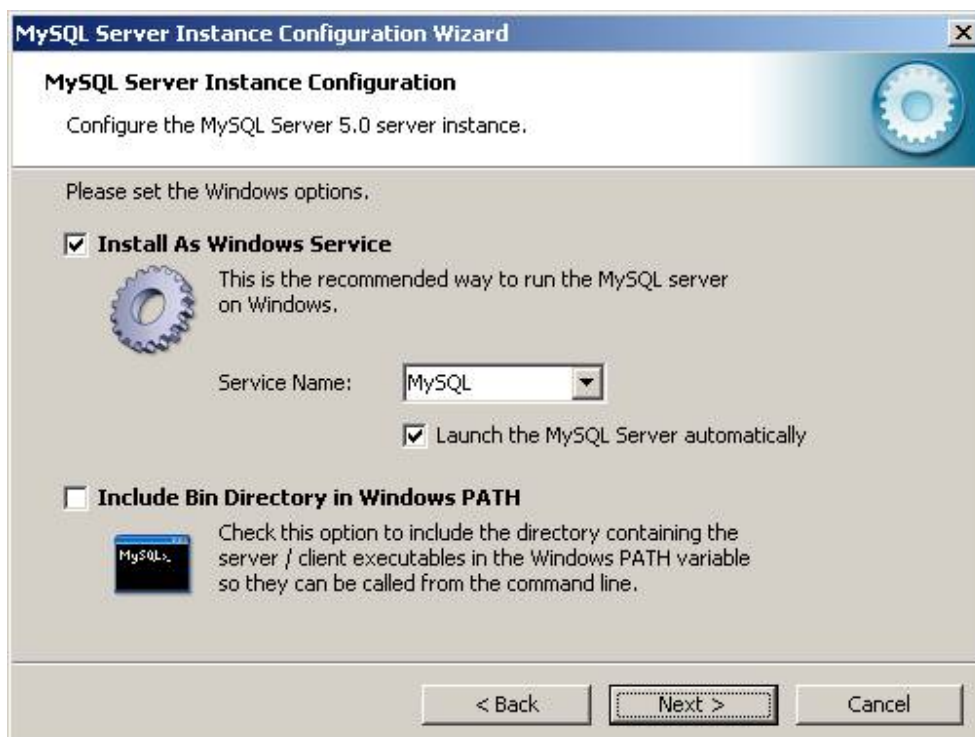 MySQL Server Instance Configuration Wizard
MySQL Server Instance Configuration
Configure the MySQL Server 5.0 server instance.
Please set the Windows options.
Install As Windows Service
This is the recommended way to run the MySQL server
on Windows.
Service Name: MySQL
Launch the MySQL Server automatically
Include Bin Directory in Windows PATH
Check this option to include the directory containing the
server / client executables in the Windows PATH variable
so they can be called from the command line.
MySQL>_
< Back Next > Cancel